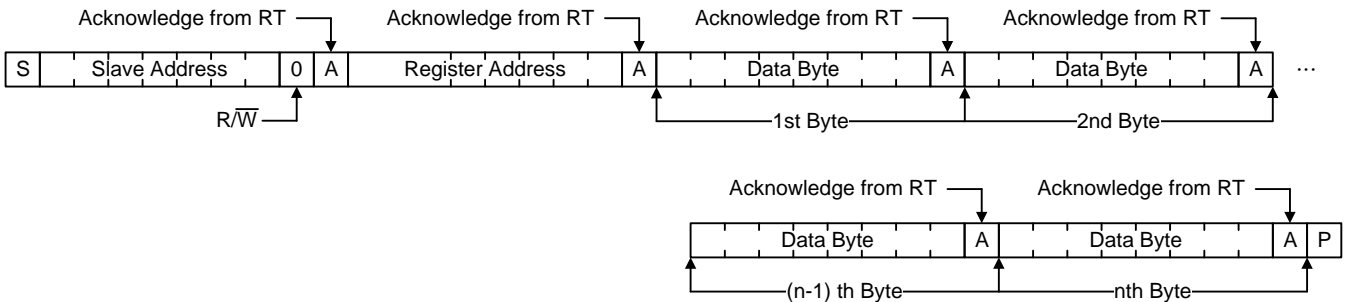 Acknowledge from RT Acknowledge from RT Acknowledge from RT Acknowledge from RT
S Slave Address 0 A Register Address A Data Byte A Data Byte A ...
R/W̅ 1st Byte 2nd Byte
Acknowledge from RT Acknowledge from RT
Data Byte A Data Byte A P
(n-1) th Byte nth Byte